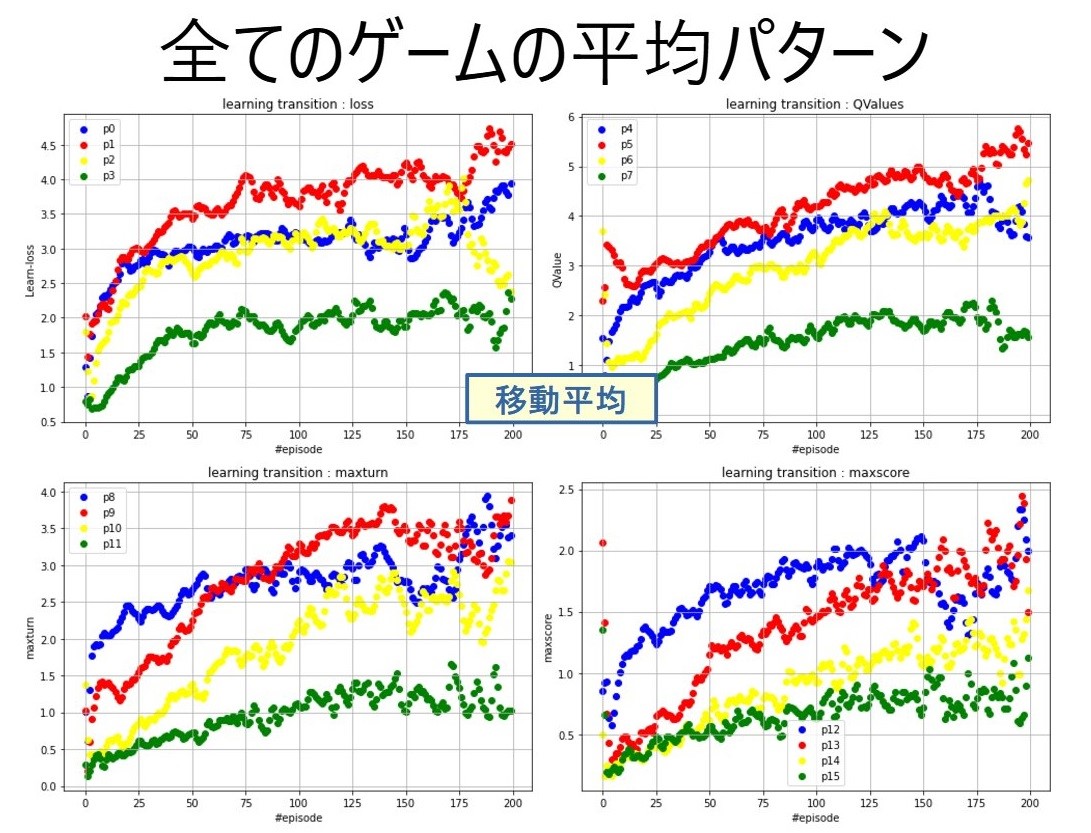 全てのゲームの平均パターン
learning transition : loss
p0
p1
p2
p3
4.5
4.0
3.5
3.0
2.5
2.0
1.5
1.0
0.5
Learn-loss
0 25 50 75 100 125 150 175 200
#episode
learning transition : QValues
p4
p5
p6
p7
6
5
4
3
2
1
QValue
0 25 50 75 100 125 150 175 200
#episode
移動平均
learning transition : maxturn
p8
p9
p10
p11
4.0
3.5
3.0
2.5
2.0
1.5
1.0
0.5
0.0
maxturn
0 25 50 75 100 125 150 175 200
#episode
learning transition : maxscore
2.5
2.0
1.5
1.0
0.5
maxscore
p12
p13
p14
p15
0 25 50 75 100 125 150 175 200
#episode